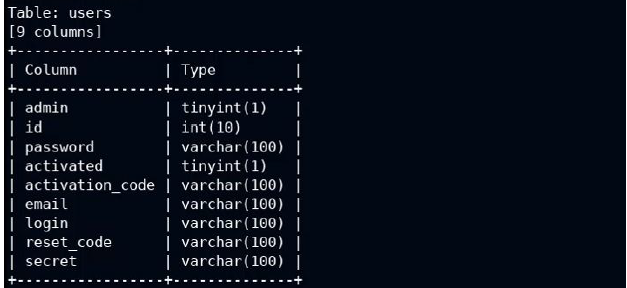 Table: users
[9 columns]
+-----------------+--------------+
| Column          | Type         |
+-----------------+--------------+
| admin           | tinyint(1)   |
| id              | int(10)      |
| password        | varchar(100) |
| activated       | tinyint(1)   |
| activation_code | varchar(100) |
| email           | varchar(100) |
| login           | varchar(100) |
| reset_code      | varchar(100) |
| secret          | varchar(100) |
+-----------------+--------------+